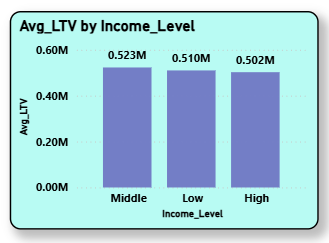 Avg_LTV by Income_Level
0.60M
0.523M
0.510M
0.502M
0.40M
Avg_LTV
0.20M
0.00M
Middle
Low
High
Income_Level